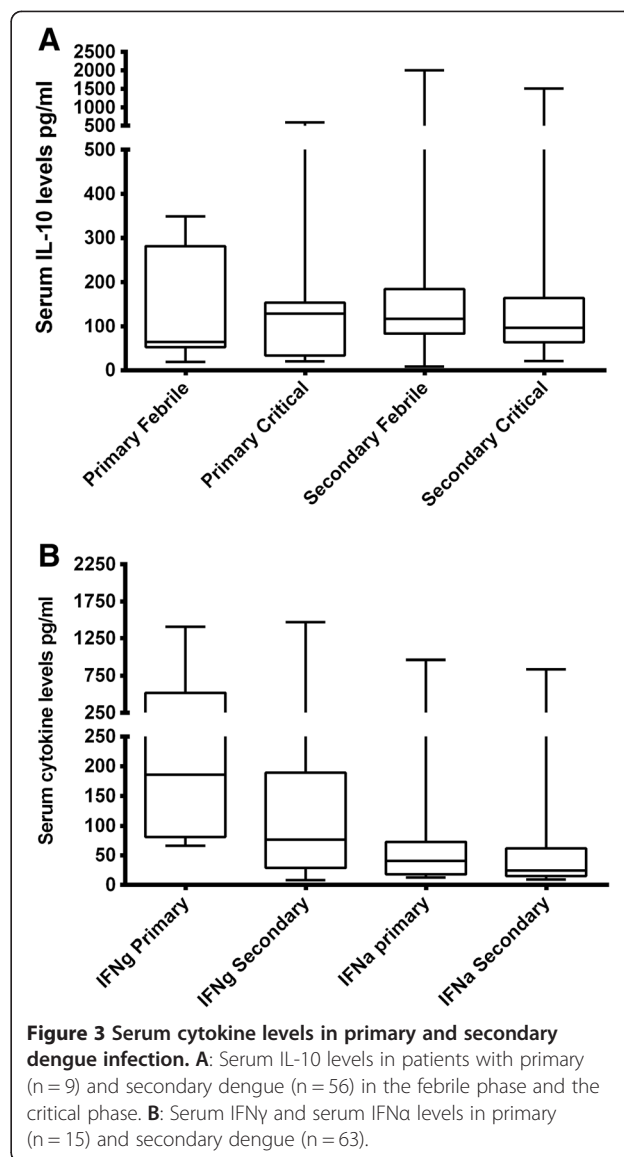 A
2500
2000
1500
1000
500
500
400
300
200
100
0
Serum IL-10 levels pg/ml
Primary Febrile
Primary Critical
Secondary Febrile
Secondary Critical
B
2250
1750
1250
750
250
250
200
150
100
50
0
Serum cytokine levels pg/ml
IFNg Primary
IFNg Secondary
IFNa primary
IFNa Secondary
Figure 3 Serum cytokine levels in primary and secondary
dengue infection. A: Serum IL-10 levels in patients with primary
(n = 9) and secondary dengue (n = 56) in the febrile phase and the
critical phase. B: Serum IFNγ and serum IFNα levels in primary
(n = 15) and secondary dengue (n = 63).